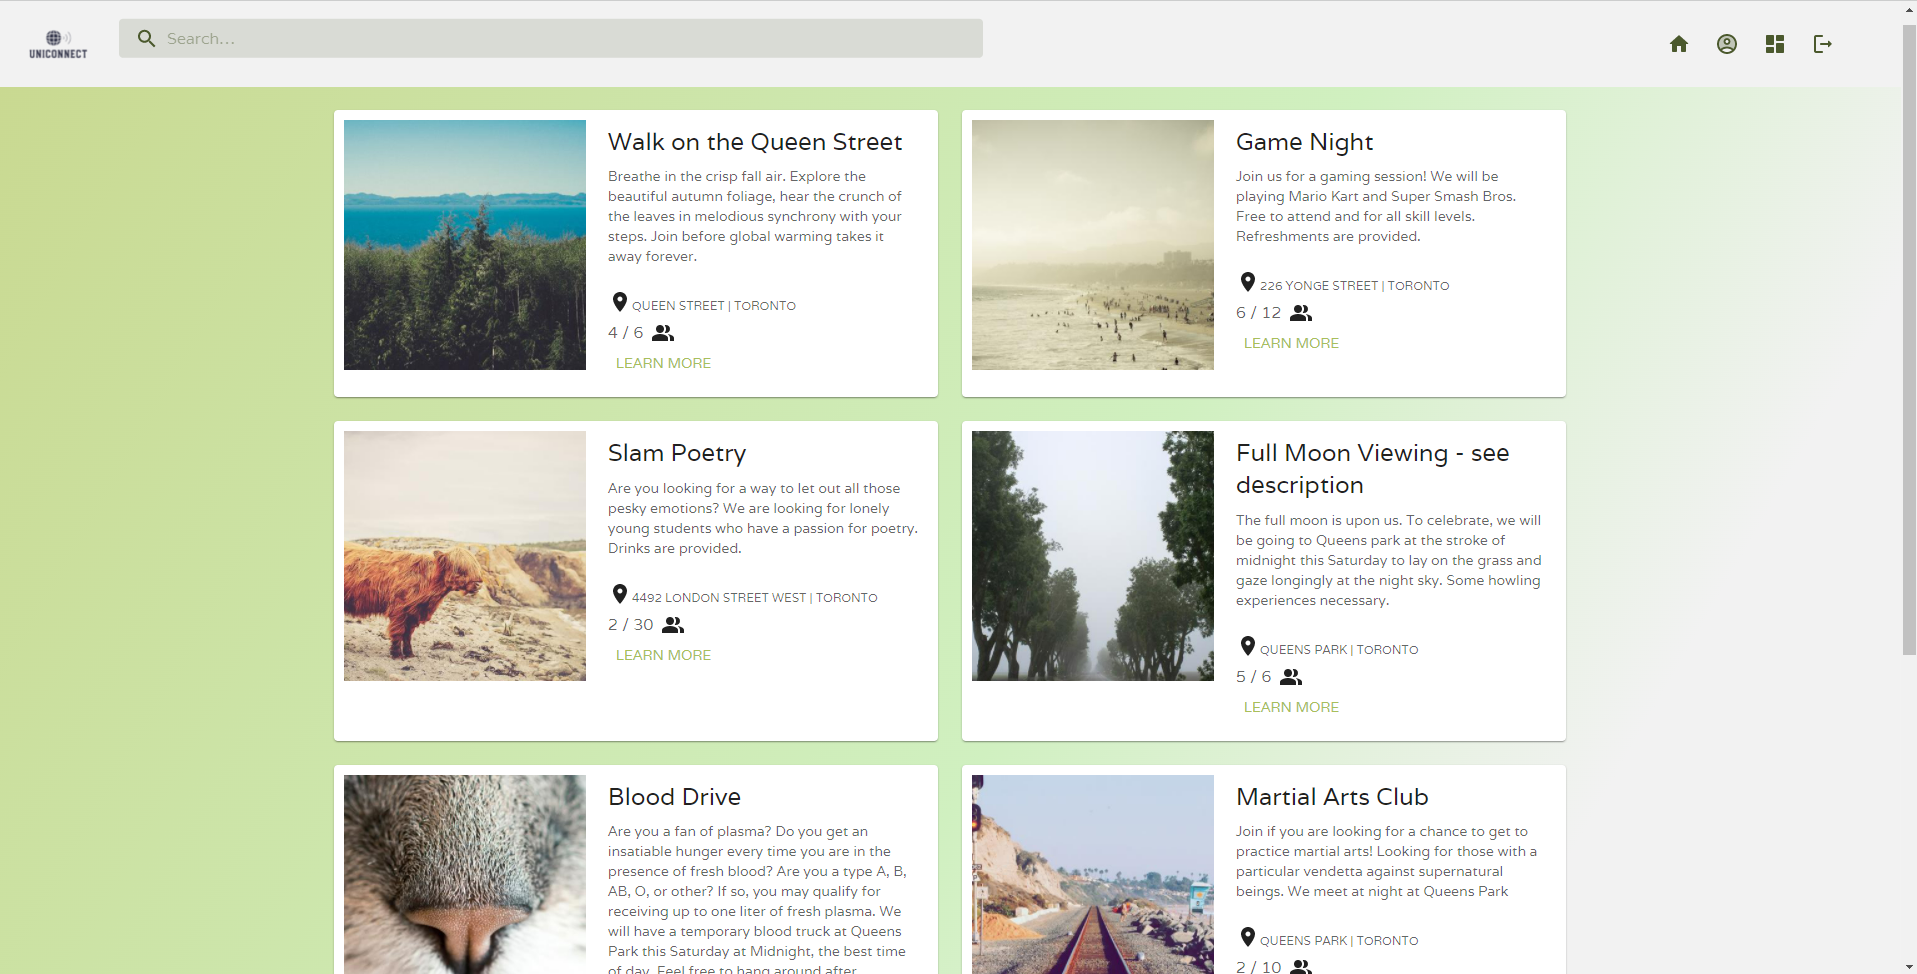 UNICONNECT
Search...
Walk on the Queen Street
Breathe in the crisp fall air. Explore the
beautiful autumn foliage, hear the crunch of
the leaves in melodious synchrony with your
steps. Join before global warming takes it
away forever.
QUEEN STREET | TORONTO
4 / 6
LEARN MORE
Game Night
Join us for a gaming session! We will be
playing Mario Kart and Super Smash Bros.
Free to attend and for all skill levels.
Refreshments are provided.
226 YONGE STREET | TORONTO
6 / 12
LEARN MORE
Slam Poetry
Are you looking for a way to let out all those
pesky emotions? We are looking for lonely
young students who have a passion for poetry.
Drinks are provided.
4492 LONDON STREET WEST | TORONTO
2 / 30
LEARN MORE
Full Moon Viewing - see
description
The full moon is upon us. To celebrate, we will
be going to Queens park at the stroke of
midnight this Saturday to lay on the grass and
gaze longingly at the night sky. Some howling
experiences necessary.
QUEENS PARK | TORONTO
5 / 6
LEARN MORE
Blood Drive
Are you a fan of plasma? Do you get an
insatiable hunger every time you are in the
presence of fresh blood? Are you a type A, B,
AB, O, or other? If so, you may qualify for
receiving up to one liter of fresh plasma. We
will have a temporary blood truck at Queens
Park this Saturday at Midnight, the best time
of day. Feel free to hang around after
Martial Arts Club
Join if you are looking for a chance to get to
practice martial arts! Looking for those with a
particular vendetta against supernatural
beings. We meet at night at Queens Park
QUEENS PARK | TORONTO
2 / 10